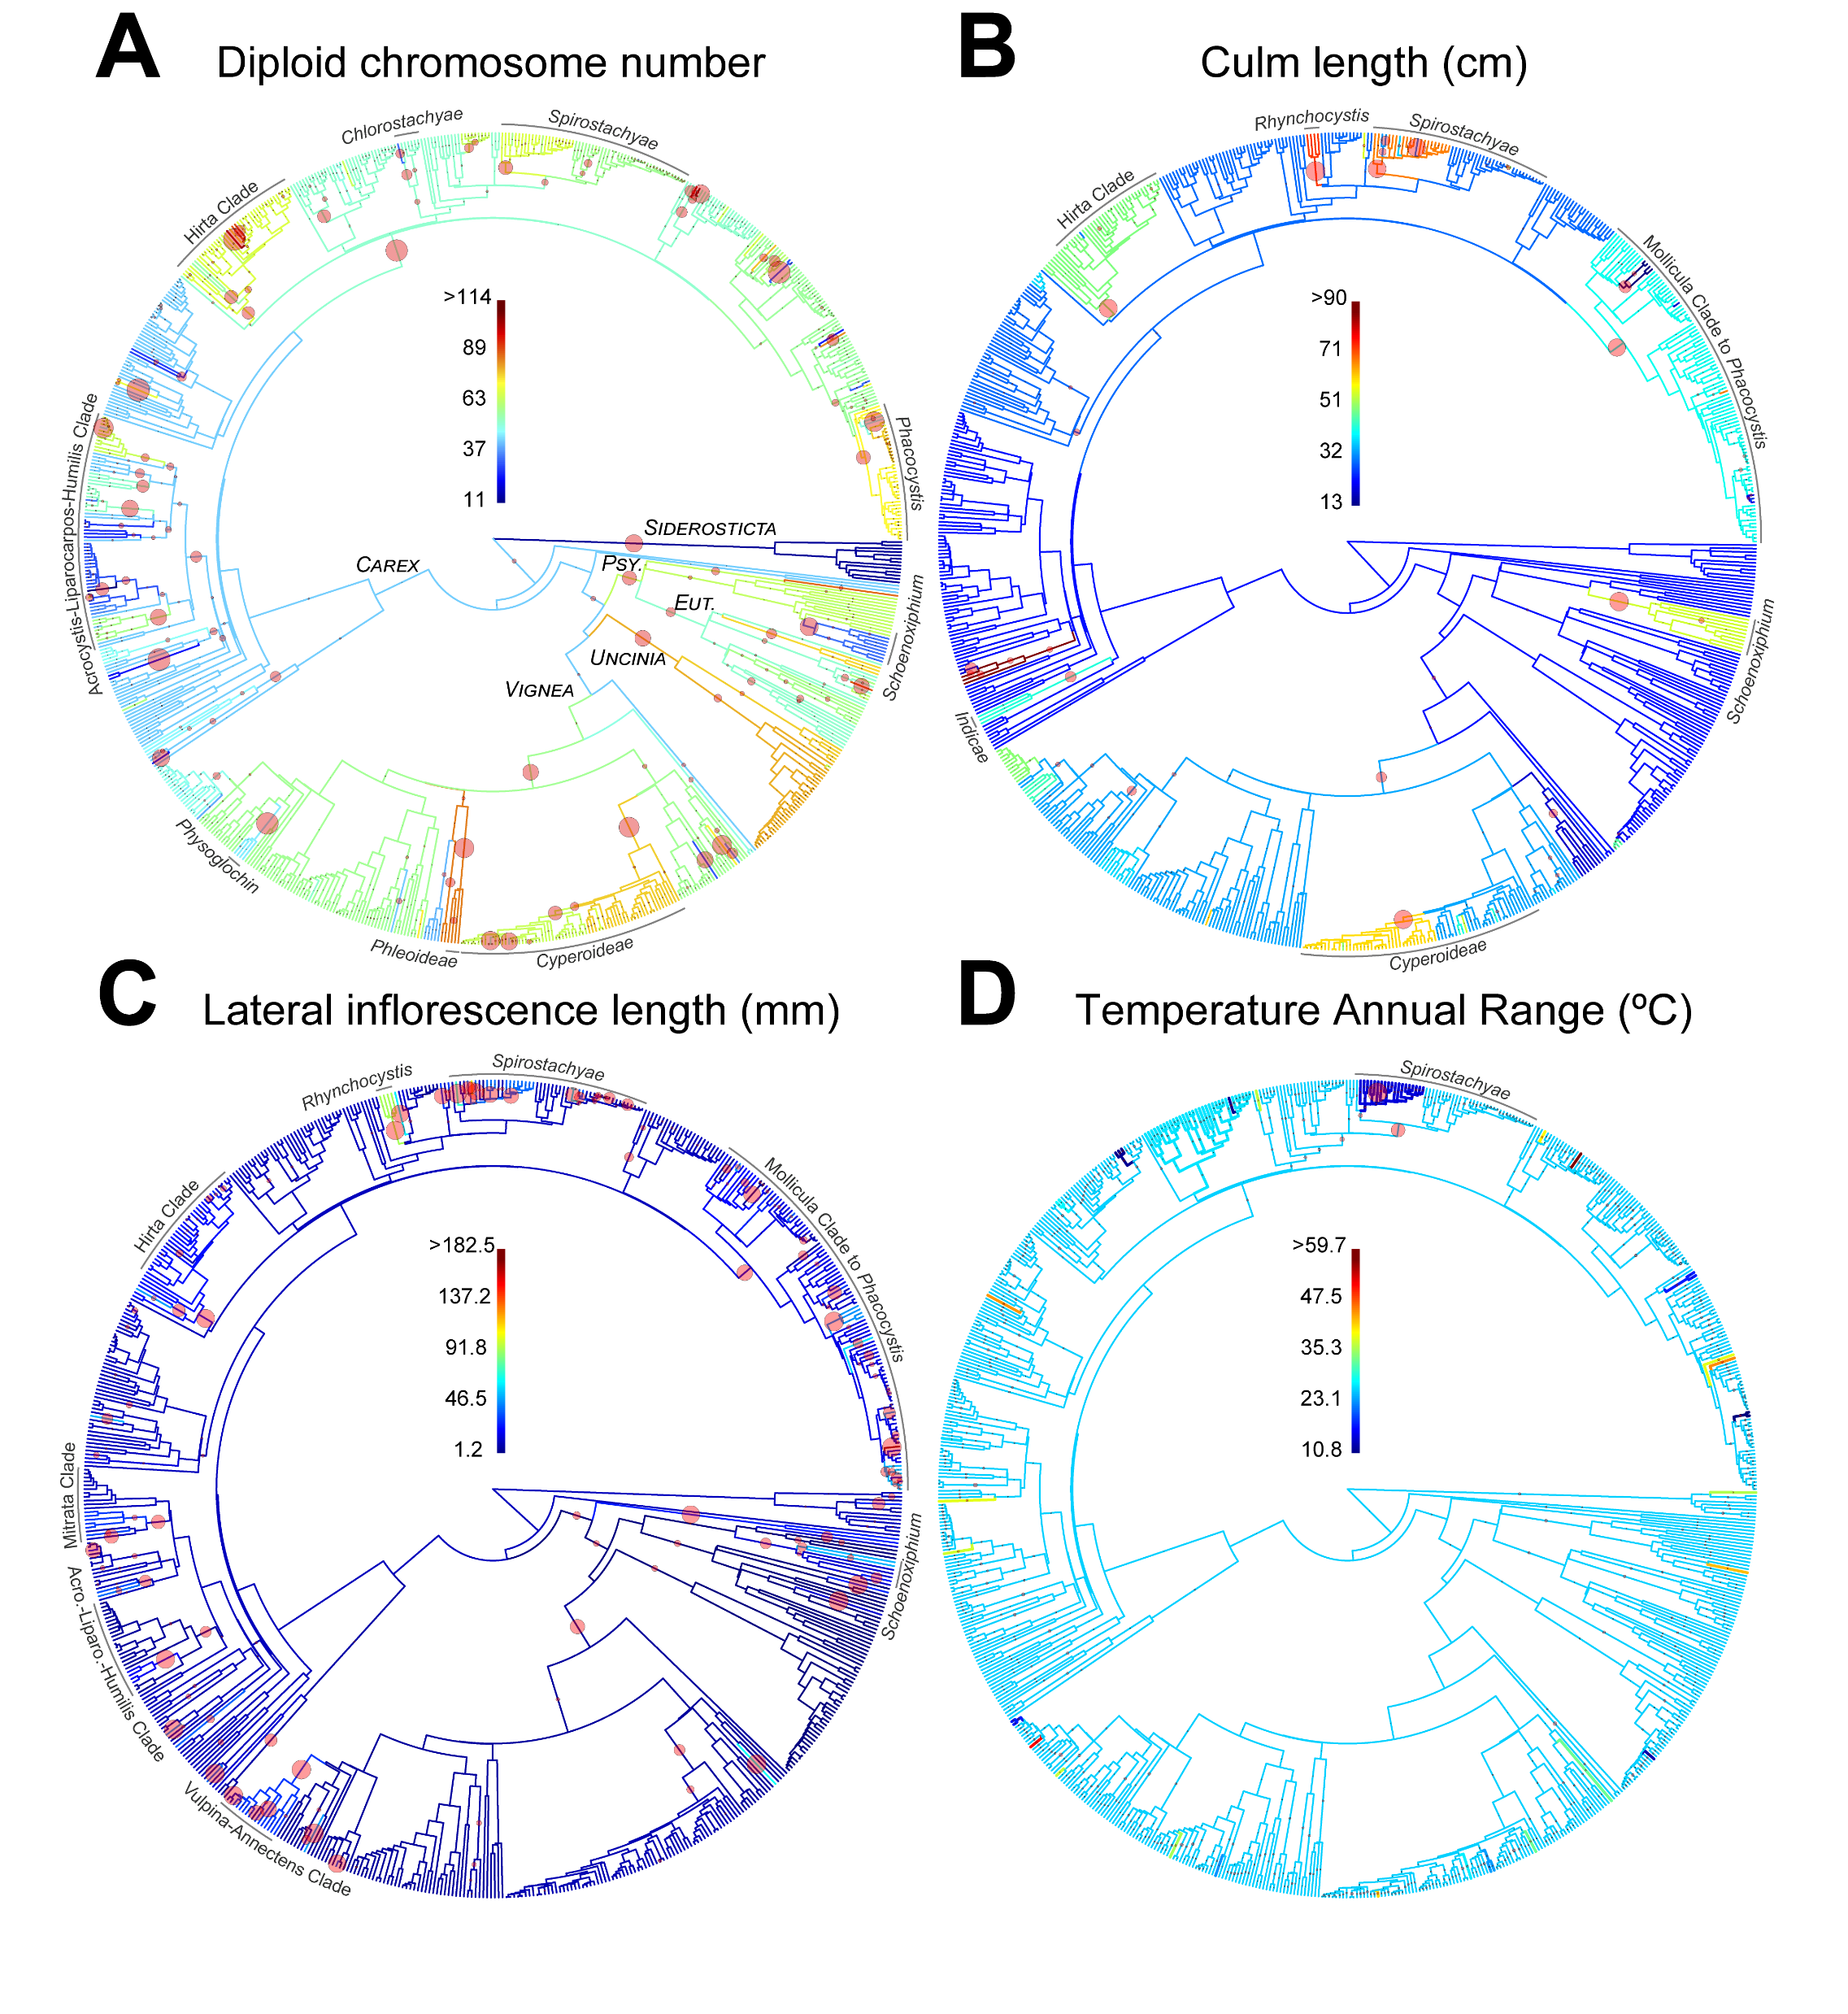 A Diploid chromosome number
Chlorostachyae
Spirostachyae
Hirta Clade
>114
89
63
37
11
Acrocystis-Liparocarpos-Humilis Clade
Phacocystis
SIDEROSTICTA
PSY.
CAREX
EUT.
UNCINIA
VIGNEA
Schoenoxiphium
Physoglochin
Phleoideae
Cyperoideae
B Culm length (cm)
Rhynchocystis
Spirostachyae
Hirta Clade
Mollicula Clade to Phacocystis
>90
71
51
32
13
Schoenoxiphium
Indicae
Cyperoideae
C Lateral inflorescence length (mm)
Rhynchocystis
Spirostachyae
Hirta Clade
Mollicula Clade to Phacocystis
>182.5
137.2
91.8
46.5
1.2
Mitrata Clade
Acro.-Liparo.-Humilis Clade
Schoenoxiphium
Vulpina-Annectens Clade
D Temperature Annual Range (ºC)
Spirostachyae
>59.7
47.5
35.3
23.1
10.8